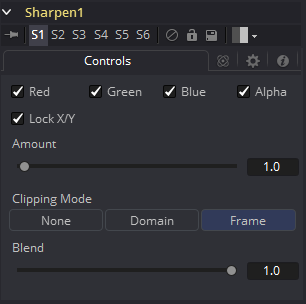 Sharpen1
S1 S2 S3 S4 S5 S6
Controls
Red Green Blue Alpha
Lock X/Y
Amount
1.0
Clipping Mode
None Domain Frame
Blend
1.0